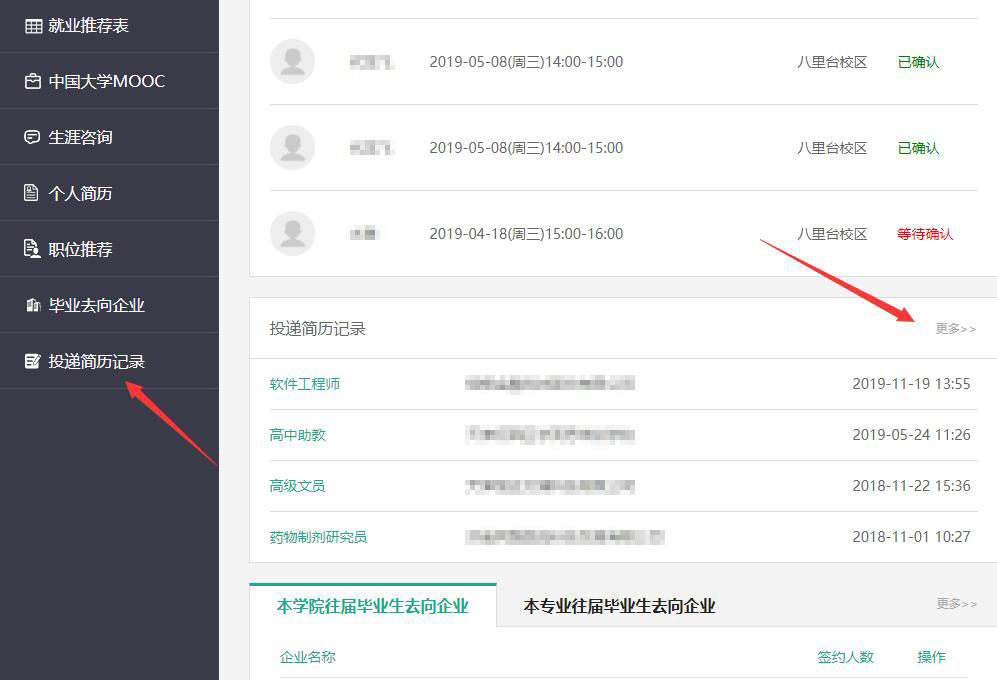 就业推荐表
中国大学MOOC
生涯咨询
个人简历
职位推荐
毕业去向企业
投递简历记录
2019-05-08(周三)14:00-15:00 八里台校区 已确认
2019-05-08(周三)14:00-15:00 八里台校区 已确认
2019-04-18(周三)15:00-16:00 八里台校区 等待确认
投递简历记录 更多>>
软件工程师 2019-11-19 13:55
高中助教 2019-05-24 11:26
高级文员 2018-11-22 15:36
药物制剂研究员 2018-11-01 10:27
本学院往届毕业生去向企业 本专业往届毕业生去向企业 更多>>
企业名称 签约人数 操作